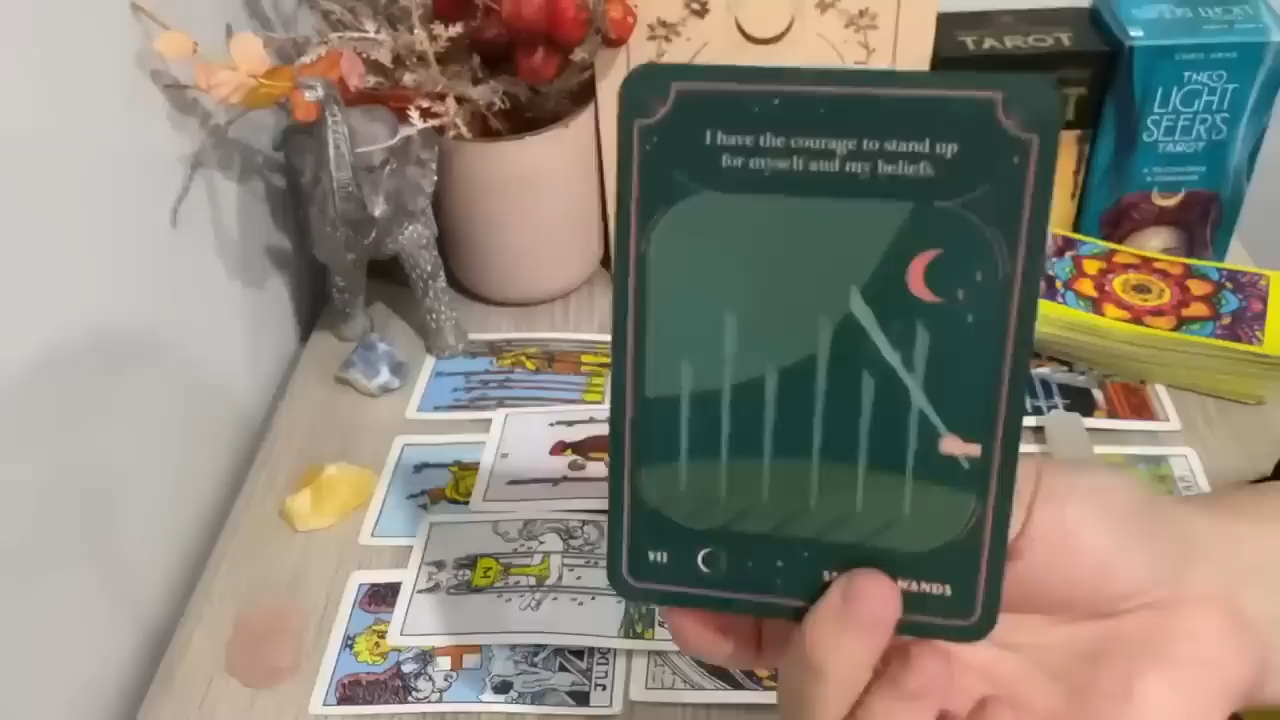 TAROT
THE
LIGHT
SEER'S
TAROT
I have the courage to stand up
for myself and my beliefs.
VII
WANDS